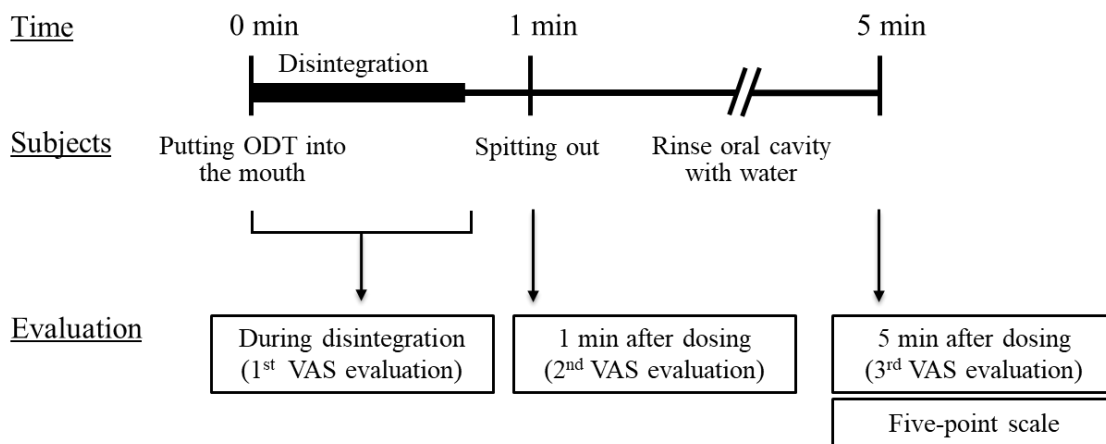 Time
0 min
1 min
5 min
Disintegration
Subjects
Putting ODT into
the mouth
Spitting out
Rinse oral cavity
with water
Evaluation
During disintegration
(1st VAS evaluation)
1 min after dosing
(2nd VAS evaluation)
5 min after dosing
(3rd VAS evaluation)
Five-point scale